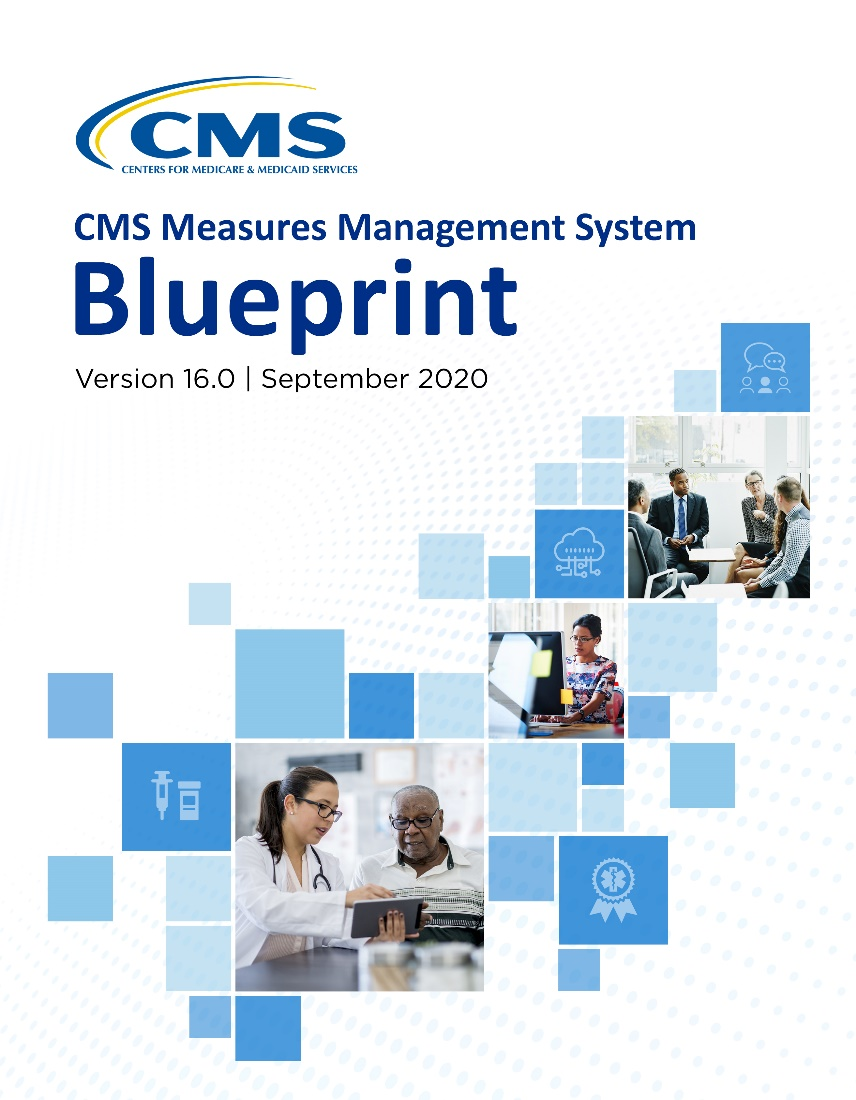 CMS
CENTERS FOR MEDICARE & MEDICAID SERVICES
CMS Measures Management System
Blueprint
Version 16.0 | September 2020